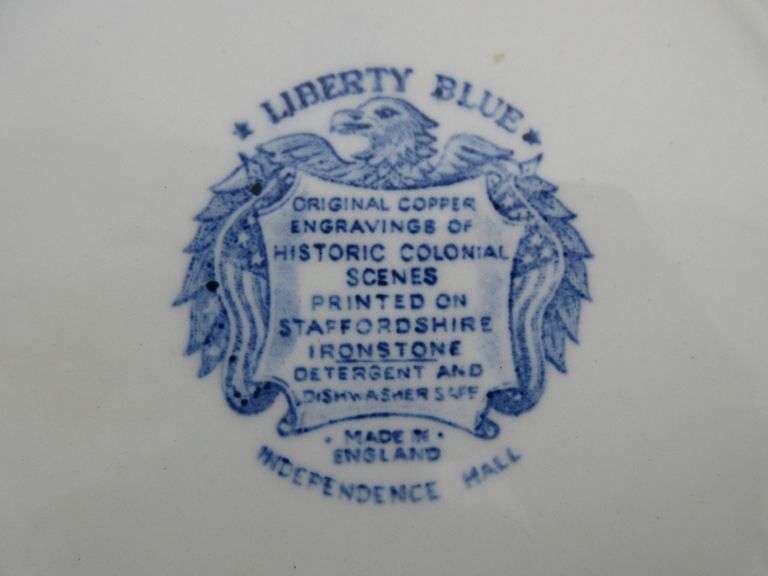 LIBERTY BLUE
ORIGINAL COPPER
ENGRAVINGS OF
HISTORIC COLONIAL
SCENES
PRINTED ON
STAFFORDSHIRE
IRONSTONE
DETERGENT AND
DISHWASHER SAFE
· MADE IN ·
ENGLAND
INDEPENDENCE HALL